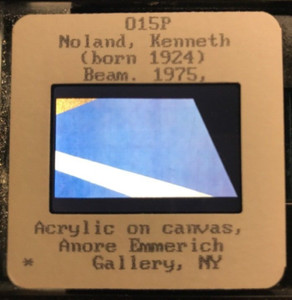 015P
Noland, Kenneth
(born 1924)
Beam. 1975,
Acrylic on canvas,
Anore Emmerich
* Gallery, NY